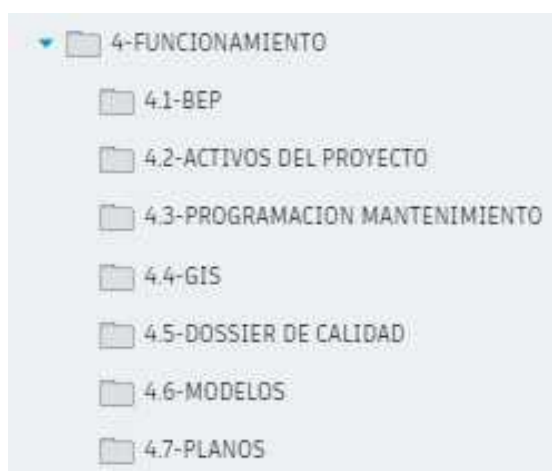 4-FUNCIONAMIENTO
4.1-BEP
4.2-ACTIVOS DEL PROYECTO
4.3-PROGRAMACION MANTENIMIENTO
4.4-GIS
4.5-DOSSIER DE CALIDAD
4.6-MODELOS
4.7-PLANOS